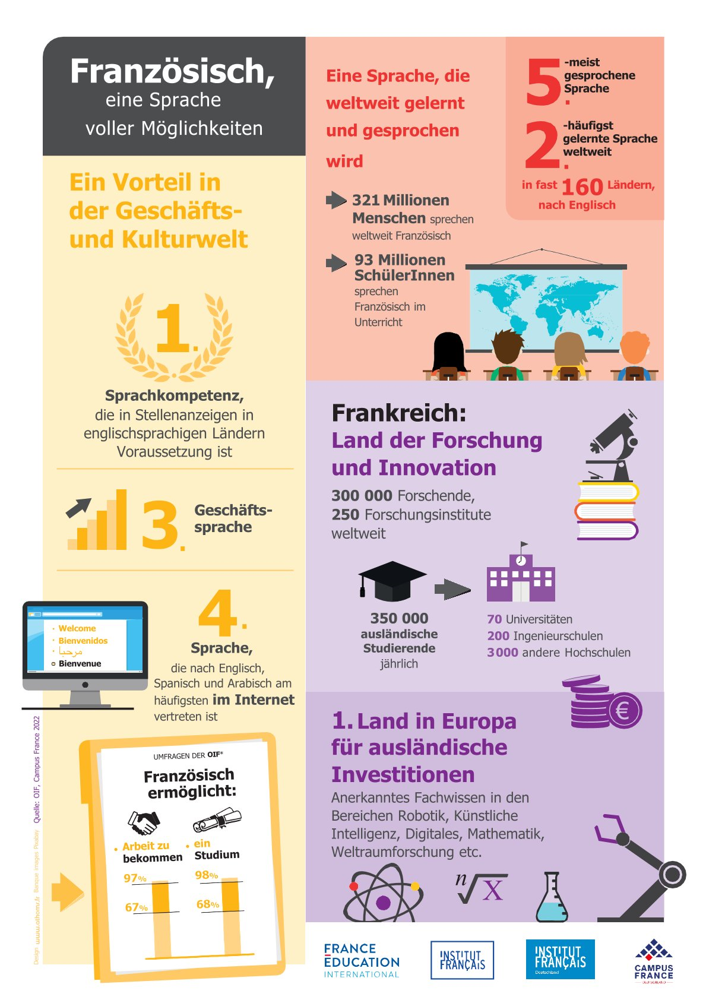 Französisch,
eine Sprache
voller Möglichkeiten
Ein Vorteil in
der Geschäfts-
und Kulturwelt
1.
Sprachkompetenz,
die in Stellenanzeigen in
englischsprachigen Ländern
Voraussetzung ist
3.
Geschäfts-
sprache
• Welcome
• Bienvenidos
• مرحبا
Bienvenue
4.
Sprache,
die nach Englisch,
Spanisch und Arabisch am
häufigsten im Internet
vertreten ist
UMFRAGEN DER OIF*
Französisch
ermöglicht:
• Arbeit zu
bekommen
• ein
Studium
97%
67%
98%
68%
Design www.othomr.fr Banque images Pixabay Quelle: OIF, Campus France 2022
Eine Sprache, die
weltweit gelernt
und gesprochen
wird
5.
-meist
gesprochene
Sprache
2.
-häufigst
gelernte Sprache
weltweit
in fast 160 Ländern,
nach Englisch
321 Millionen
Menschen sprechen
weltweit Französisch
93 Millionen
SchülerInnen
sprechen
Französisch im
Unterricht
Frankreich:
Land der Forschung
und Innovation
300 000 Forschende,
250 Forschungsinstitute
weltweit
350 000
ausländische
Studierende
jährlich
70 Universitäten
200 Ingenieurschulen
3000 andere Hochschulen
€
1. Land in Europa
für ausländische
Investitionen
Anerkanntes Fachwissen in den
Bereichen Robotik, Künstliche
Intelligenz, Digitales, Mathematik,
Weltraumforschung etc.
n√X
FRANCE
EDUCATION
INTERNATIONAL
INSTITUT
FRANÇAIS
INSTITUT
FRANÇAIS
Deutschland
CAMPUS
FRANCE
DEUTSCHLAND